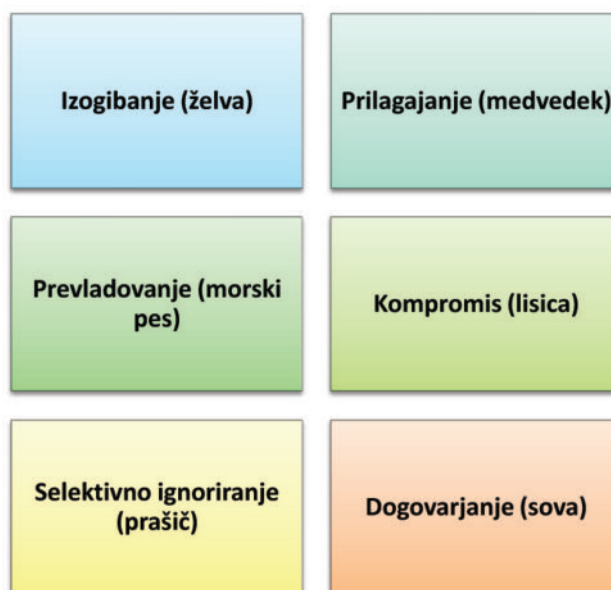 Izogibanje (želva)
Prilagajanje (medvedek)
Prevladovanje (morski
pes)
Kompromis (lisica)
Selektivno ignoriranje
(prašič)
Dogovarjanje (sova)